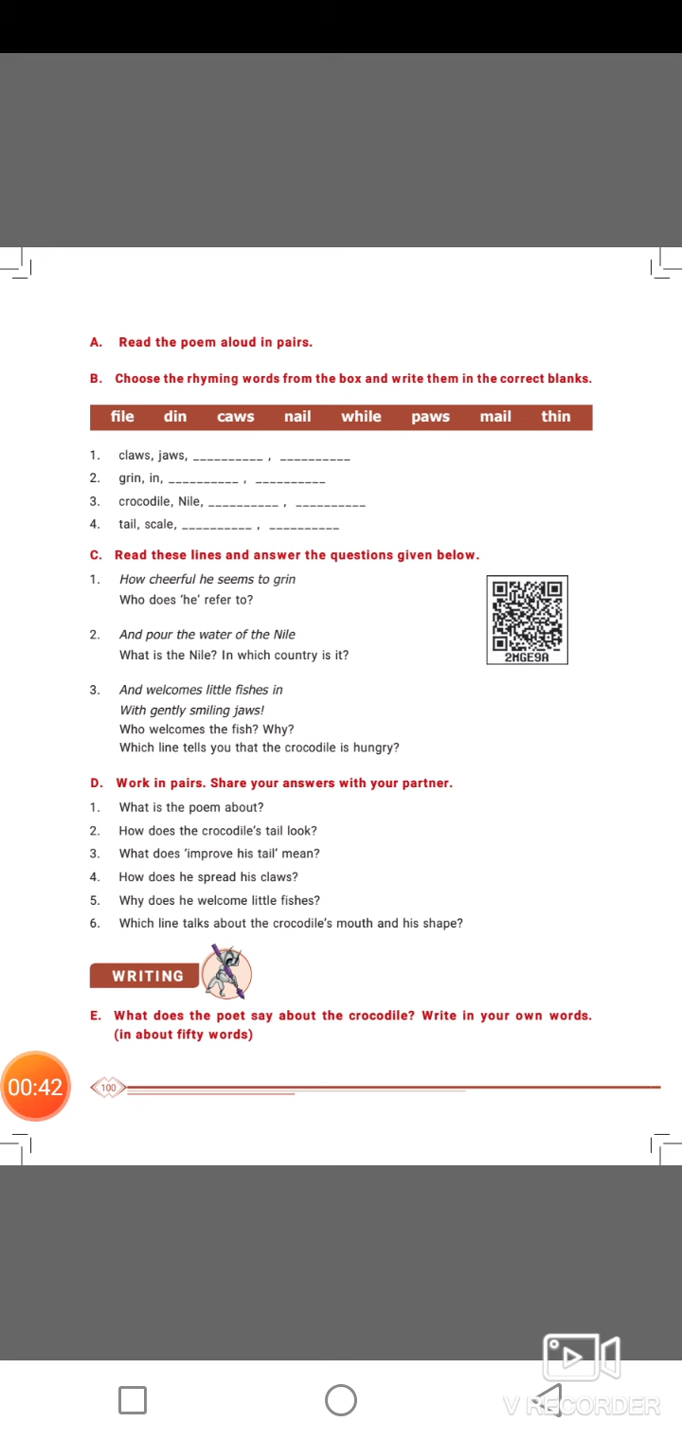 A. Read the poem aloud in pairs.
B. Choose the rhyming words from the box and write them in the correct blanks.
file din caws nail while paws mail thin
1. claws, jaws, __________ , __________
2. grin, in, __________ , __________
3. crocodile, Nile, __________ , __________
4. tail, scale, __________ , __________
C. Read these lines and answer the questions given below.
1. How cheerful he seems to grin
Who does ‘he’ refer to?
2. And pour the water of the Nile
What is the Nile? In which country is it?
2MGE9A
3. And welcomes little fishes in
With gently smiling jaws!
Who welcomes the fish? Why?
Which line tells you that the crocodile is hungry?
D. Work in pairs. Share your answers with your partner.
1. What is the poem about?
2. How does the crocodile’s tail look?
3. What does ‘improve his tail’ mean?
4. How does he spread his claws?
5. Why does he welcome little fishes?
6. Which line talks about the crocodile’s mouth and his shape?
WRITING
E. What does the poet say about the crocodile? Write in your own words.
(in about fifty words)
00:42
100
V RECORDER